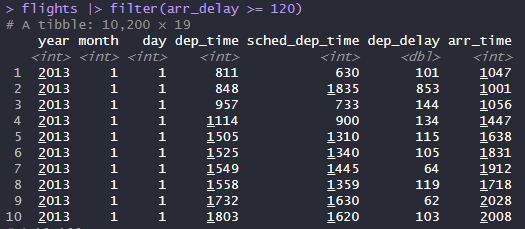 > flights |> filter(arr_delay >= 120)
# A tibble: 10,200 × 19
year month day dep_time sched_dep_time dep_delay arr_time
<int> <int> <int> <int> <int> <dbl> <int>
1 2013 1 1 811 630 101 1047
2 2013 1 1 848 1835 853 1001
3 2013 1 1 957 733 144 1056
4 2013 1 1 1114 900 134 1447
5 2013 1 1 1505 1310 115 1638
6 2013 1 1 1525 1340 105 1831
7 2013 1 1 1549 1445 64 1912
8 2013 1 1 1558 1359 119 1718
9 2013 1 1 1732 1630 62 2028
10 2013 1 1 1803 1620 103 2008